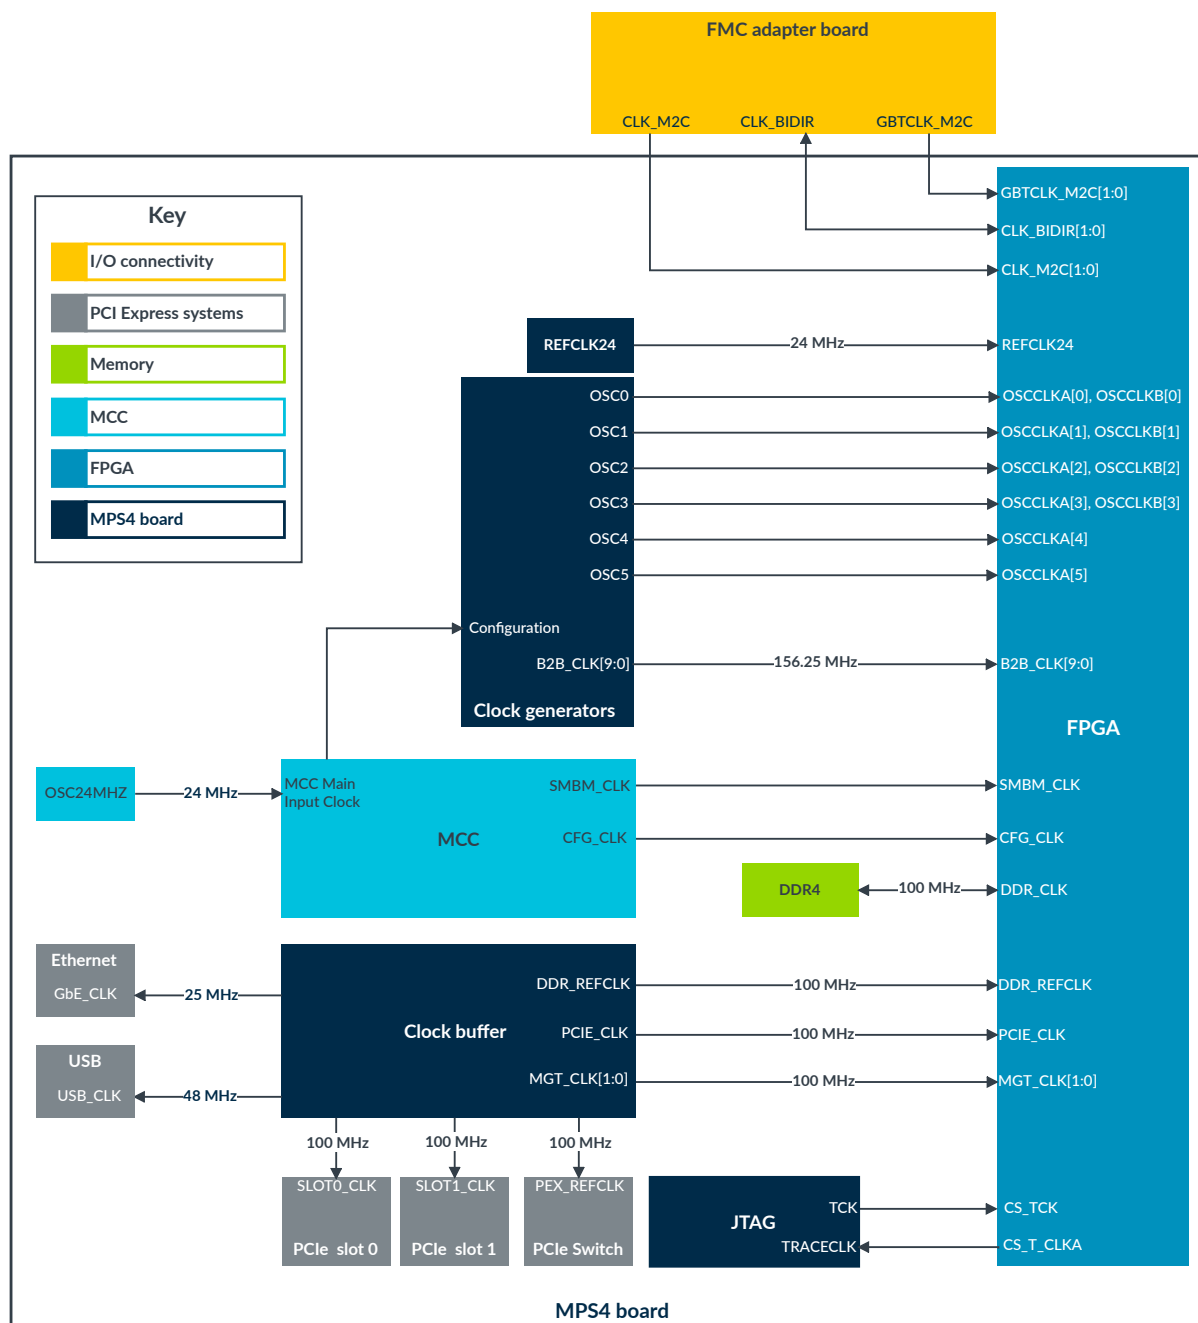 FMC adapter board
CLK_M2C
CLK_BIDIR
GBTCLK_M2C
Key
I/O connectivity
PCI Express systems
Memory
MCC
FPGA
MPS4 board
GBTCLK_M2C[1:0]
CLK_BIDIR[1:0]
CLK_M2C[1:0]
REFCLK24
24 MHz
REFCLK24
OSC0
OSCCLKA[0], OSCCLKB[0]
OSC1
OSCCLKA[1], OSCCLKB[1]
OSC2
OSCCLKA[2], OSCCLKB[2]
OSC3
OSCCLKA[3], OSCCLKB[3]
OSC4
OSCCLKA[4]
OSC5
OSCCLKA[5]
Configuration
B2B_CLK[9:0]
156.25 MHz
B2B_CLK[9:0]
Clock generators
FPGA
OSC24MHZ
24 MHz
MCC Main
Input Clock
SMBM_CLK
SMBM_CLK
MCC
CFG_CLK
CFG_CLK
DDR4
100 MHz
DDR_CLK
Ethernet
GbE_CLK
25 MHz
DDR_REFCLK
100 MHz
DDR_REFCLK
Clock buffer
PCIE_CLK
100 MHz
PCIE_CLK
USB
USB_CLK
48 MHz
MGT_CLK[1:0]
100 MHz
MGT_CLK[1:0]
100 MHz
100 MHz
100 MHz
SLOT0_CLK
PCIe slot 0
SLOT1_CLK
PCIe slot 1
PEX_REFCLK
PCIe Switch
JTAG
TCK
CS_TCK
TRACECLK
CS_T_CLKA
MPS4 board